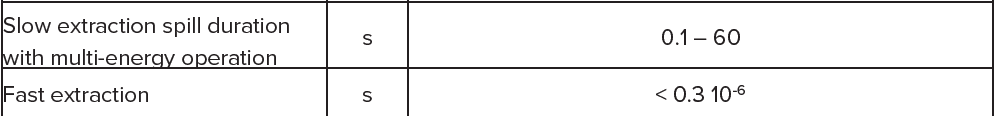 Slow extraction spill duration
with multi-energy operation
s
0.1 – 60
Fast extraction
s
< 0.3 10⁻⁶